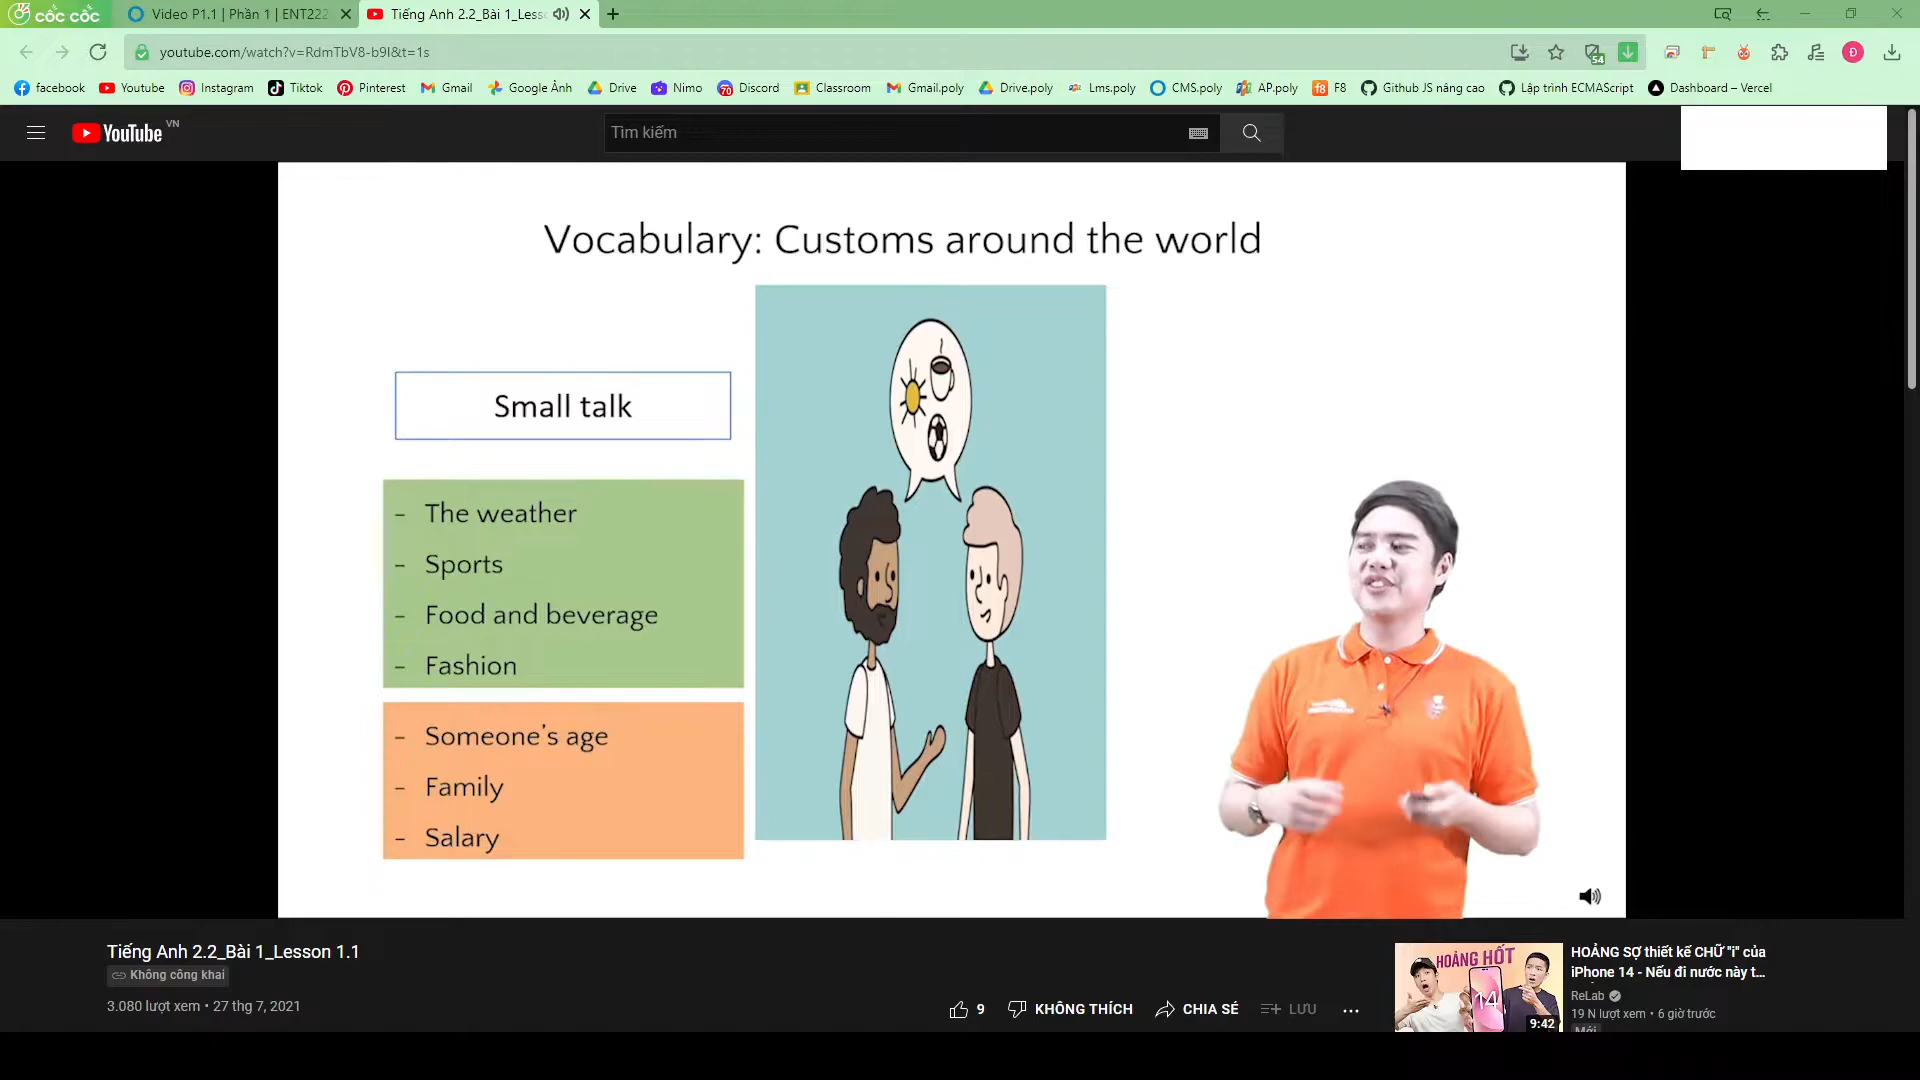 cốc cốc
Video P1.1 | Phần 1 | ENT222
Tiếng Anh 2.2_Bài 1_Less
youtube.com/watch?v=RdmTbV8-b9I&t=1s
54
Đ
facebook
Youtube
Instagram
Tiktok
Pinterest
Gmail
Google Ảnh
Drive
Nimo
70
Discord
Classroom
Gmail.poly
Drive.poly
Lms.poly
CMS.poly
AP.poly
f8
F8
Github JS nâng cao
Lập trình ECMAScript
Dashboard – Vercel
YouTube VN
Tìm kiếm
Vocabulary: Customs around the world
Small talk
- The weather
- Sports
- Food and beverage
- Fashion
- Someone's age
- Family
- Salary
Tiếng Anh 2.2_Bài 1_Lesson 1.1
Không công khai
3.080 lượt xem • 27 thg 7, 2021
9
KHÔNG THÍCH
CHIA SẺ
LƯU
HOẢNG HỐT
14
9:42
HOẢNG SỢ thiết kế CHỮ "i" của
iPhone 14 - Nếu đi nước này t...
ReLab
19 N lượt xem • 6 giờ trước
Mới